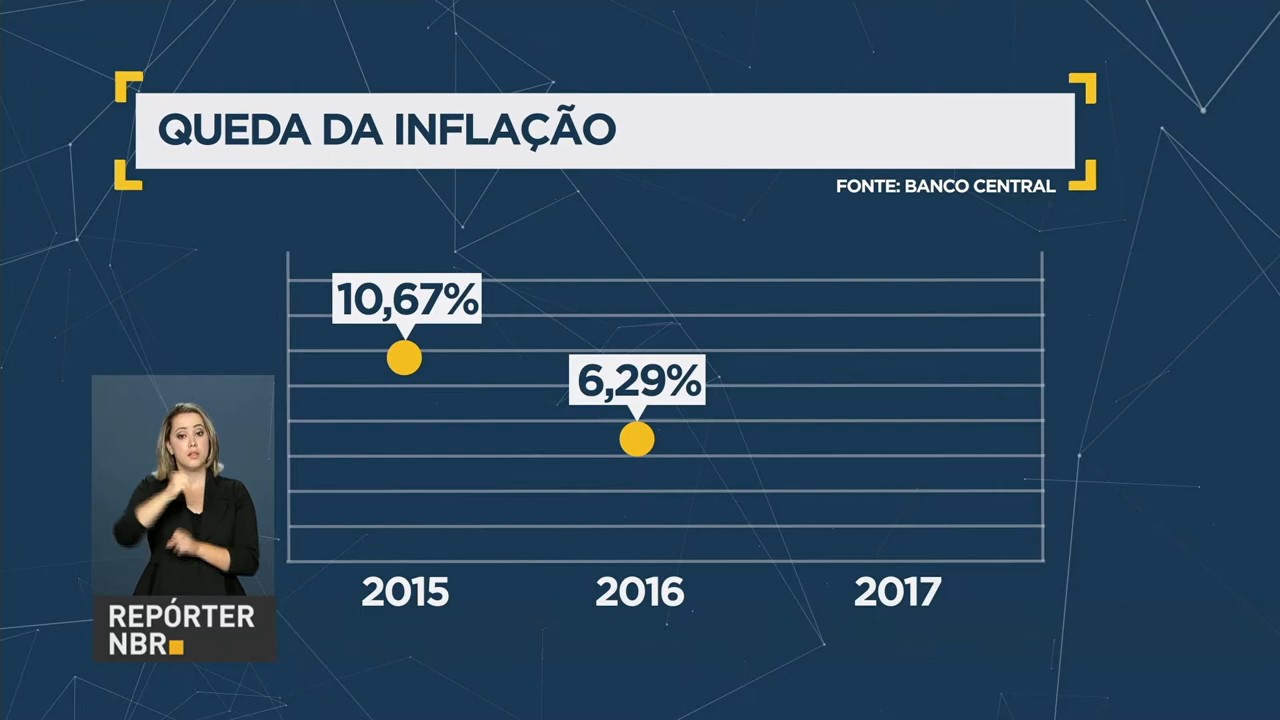 QUEDA DA INFLAÇÃO
FONTE: BANCO CENTRAL
10,67%
6,29%
2015 2016 2017
REPÓRTER
NBR